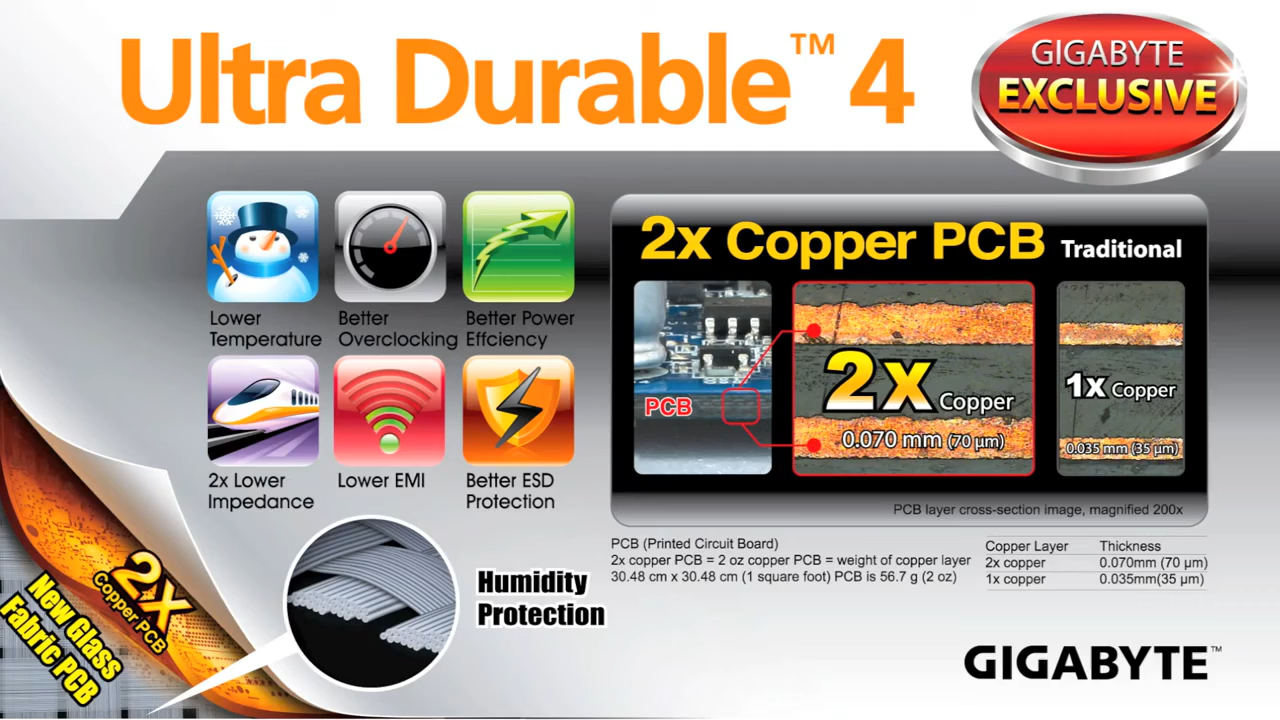 Ultra Durable™ 4
GIGABYTE
EXCLUSIVE
Lower
Temperature
Better
Overclocking
Better Power
Effciency
2x Lower
Impedance
Lower EMI
Better ESD
Protection
2x Copper PCB Traditional
PCB
2x Copper
0.070 mm (70 µm)
1x Copper
0.035 mm (35 µm)
PCB layer cross-section image, magnified 200x
PCB (Printed Circuit Board)
2x copper PCB = 2 oz copper PCB = weight of copper layer
30.48 cm x 30.48 cm (1 square foot) PCB is 56.7 g (2 oz)
Copper Layer Thickness
2x copper 0.070mm (70 µm)
1x copper 0.035mm(35 µm)
2X
Copper PCB
New Glass
Fabric PCB
Humidity
Protection
GIGABYTE™